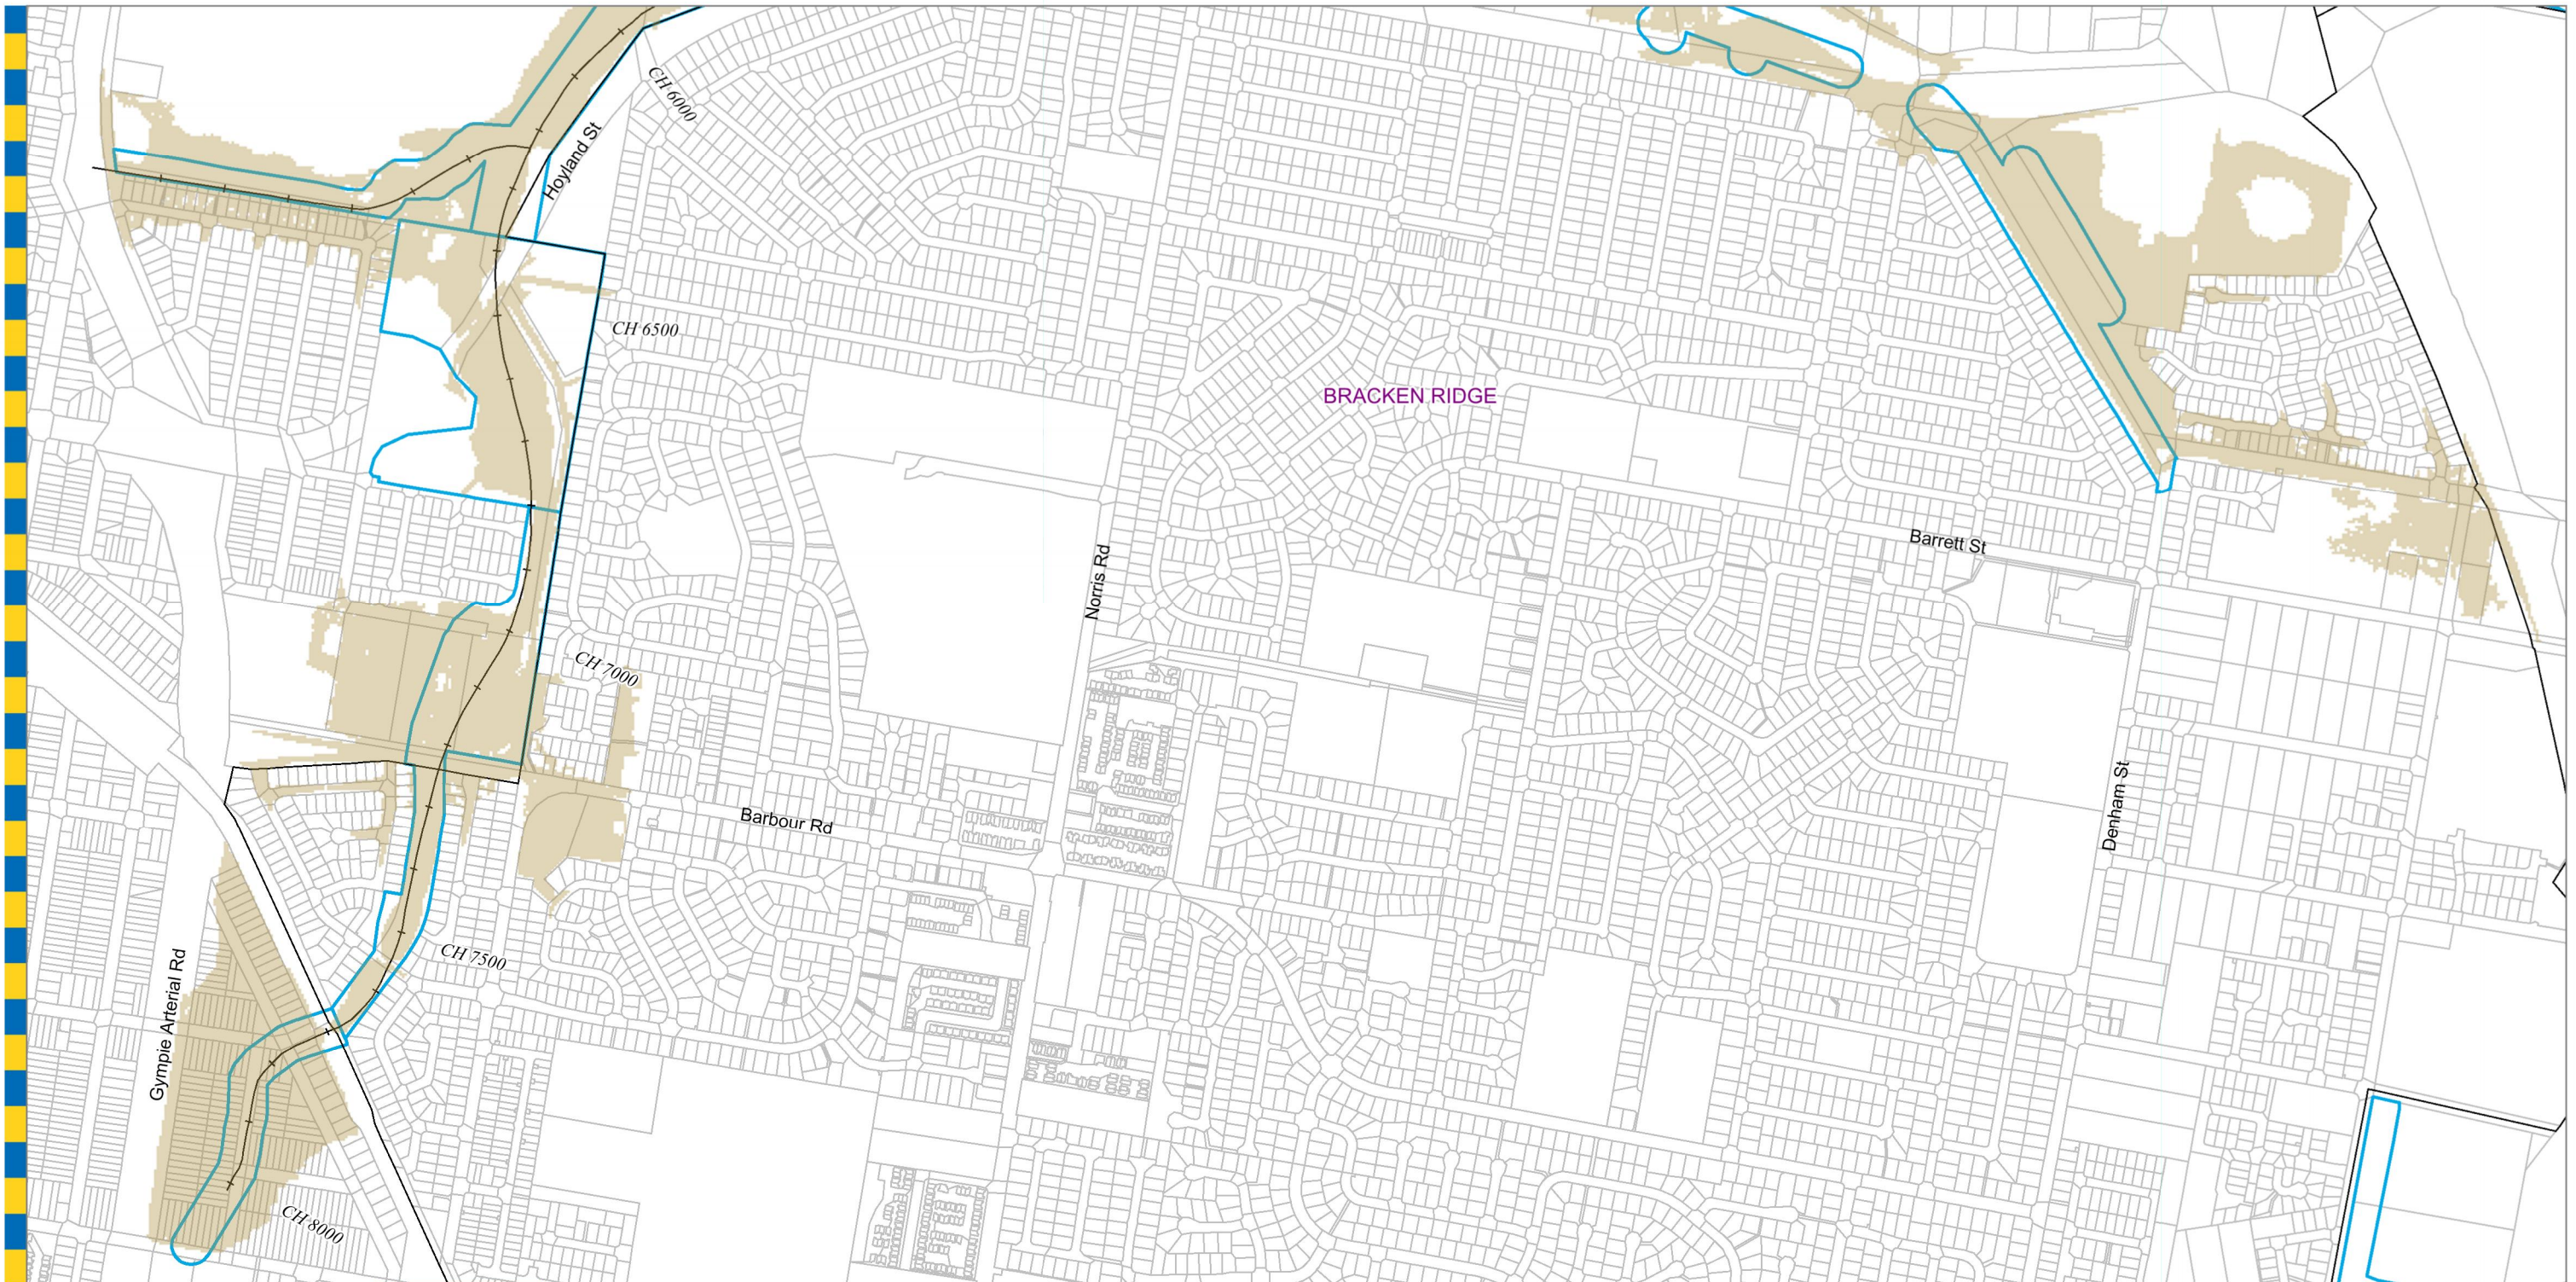 CH 6000
Hoyland St
CH 6500
BRACKEN RIDGE
Barrett St
Norris Rd
CH 7000
Barbour Rd
Denham St
CH 7500
Gympie Arterial Rd
CH 8000